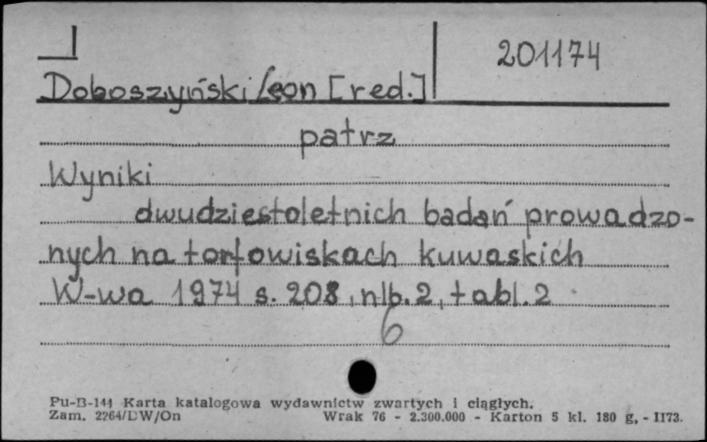 201174
Doboszyński Leon [red.]
patrz
Wyniki
dwudziestoletnich badań prowadzo-
nych na torfowiskach kuwaskich
W-wa 1974 s. 208, nlb. 2, tabl. 2
6
Pu-B-144 Karta katalogowa wydawnictw zwartych i ciągłych.
Zam. 2264/DW/On Wrak 76 - 2.300.000 - Karton 5 kl. 180 g, - II73.